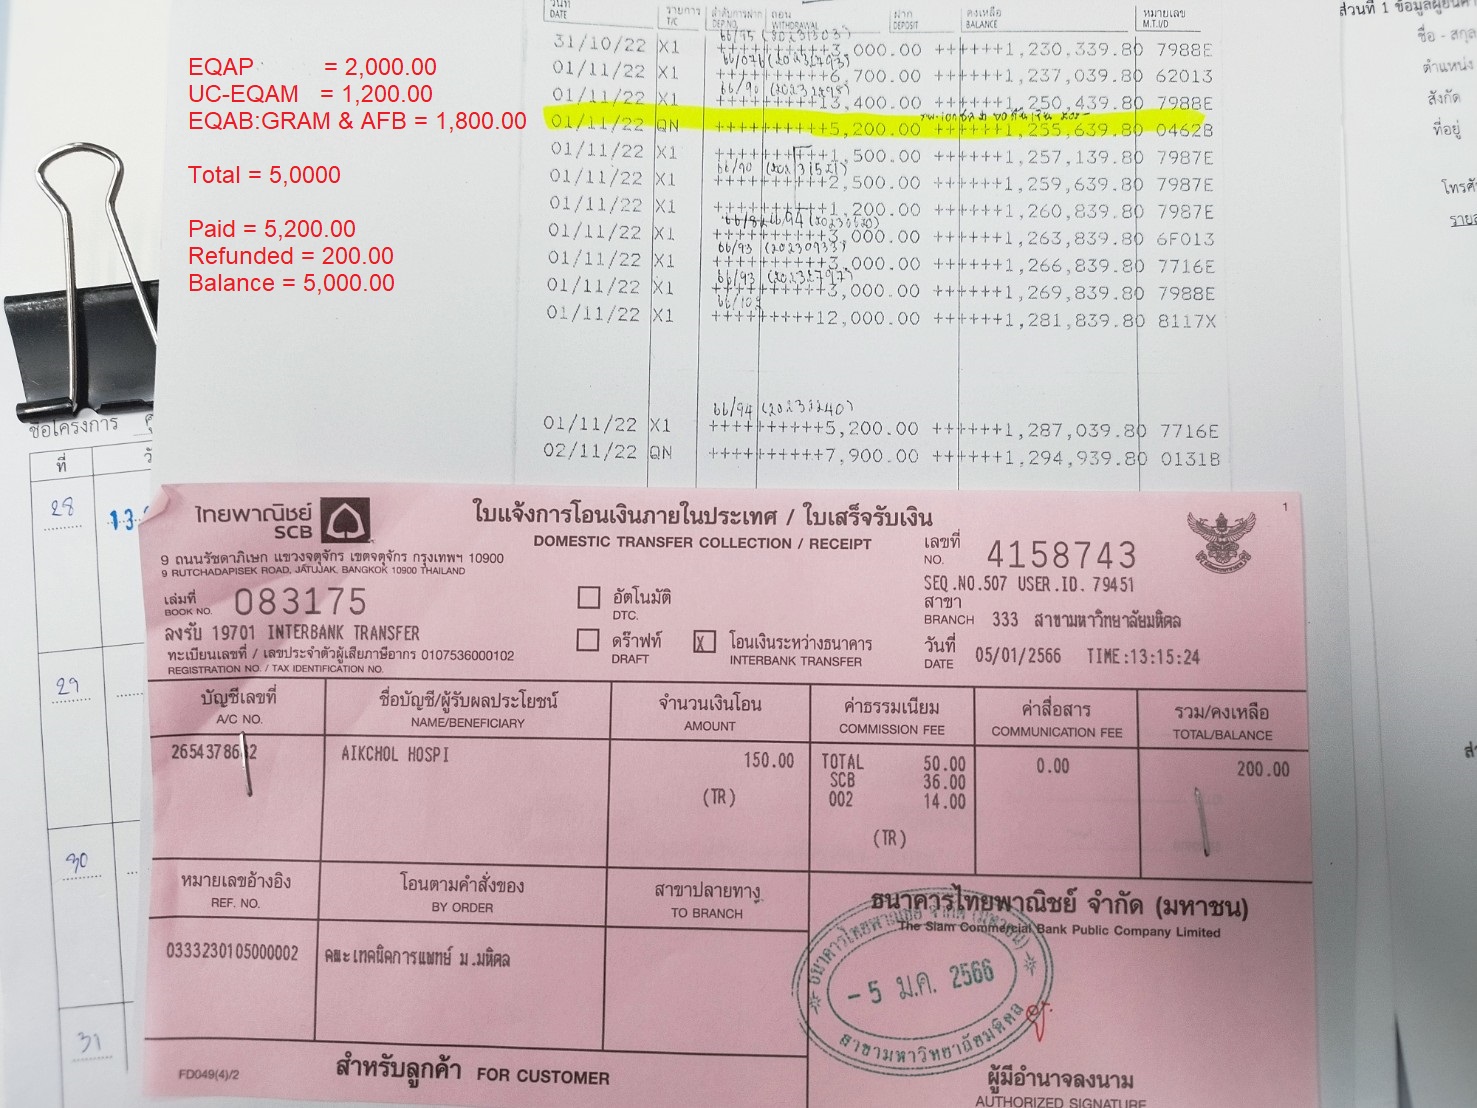 วันที่ รายการ ลำดับการฝาก ถอน ฝาก คงเหลือ หมายเลข
DATE T/C DEP NO. WITHDRAWAL DEPOSIT BALANCE M.T.I/D
ส่วนที่ 1 ข้อมูลผู้ยื่นคำ
ชื่อ - สกุล
ตำแหน่ง
สังกัด
ที่อยู่
โทรศั
EQAP = 2,000.00
UC-EQAM = 1,200.00
EQAB:GRAM & AFB = 1,800.00
Total = 5,0000
Paid = 5,200.00
Refunded = 200.00
Balance = 5,000.00
31/10/22 X1 ++++++++++3,000.00 ++++++1,230,339.80 7988E
01/11/22 X1 ++++++++++6,700.00 ++++++1,237,039.80 62013
01/11/22 X1 +++++++++13,400.00 ++++++1,250,439.80 7988E
01/11/22 QN ++++++++++5,200.00 ++++++1,255,639.80 0462B
01/11/22 X1 ++++++++++1,500.00 ++++++1,257,139.80 7987E
01/11/22 X1 ++++++++++2,500.00 ++++++1,259,639.80 7987E
01/11/22 X1 ++++++++++1,200.00 ++++++1,260,839.80 7987E
01/11/22 X1 ++++++++++3,000.00 ++++++1,263,839.80 6F013
01/11/22 X1 ++++++++++3,000.00 ++++++1,266,839.80 7716E
01/11/22 X1 ++++++++++3,000.00 ++++++1,269,839.80 7988E
01/11/22 X1 +++++++++12,000.00 ++++++1,281,839.80 8117X
66/94 (202332240)
01/11/22 X1 ++++++++++5,200.00 ++++++1,287,039.80 7716E
02/11/22 QN ++++++++++7,900.00 ++++++1,294,939.80 0131B
ชื่อโครงการ
ที่
28
29
30
31
ไทยพาณิชย์
SCB
9 ถนนรัชดาภิเษก แขวงจตุจักร เขตจตุจักร กรุงเทพฯ 10900
9 RUTCHADAPISEK ROAD, JATUJAK, BANGKOK 10900 THAILAND
ใบแจ้งการโอนเงินภายในประเทศ / ใบเสร็จรับเงิน
DOMESTIC TRANSFER COLLECTION / RECEIPT
1
เลขที่
NO. 4158743
SEQ.NO.507 USER.ID. 79451
เล่มที่
BOOK NO. 083175
อัตโนมัติ
DTC.
สาขา
BRANCH 333 สาขามหาวิทยาลัยมหิดล
ลงรับ 19701 INTERBANK TRANSFER
ดร๊าฟท์
DRAFT
X โอนเงินระหว่างธนาคาร
INTERBANK TRANSFER
วันที่
DATE 05/01/2566 TIME:13:15:24
ทะเบียนเลขที่ / เลขประจำตัวผู้เสียภาษีอากร 0107536000102
REGISTRATION NO. / TAX IDENTIFICATION NO.
บัญชีเลขที่ ชื่อบัญชี/ผู้รับผลประโยชน์ จำนวนเงินโอน ค่าธรรมเนียม ค่าสื่อสาร รวม/คงเหลือ
A/C NO. NAME/BENEFICIARY AMOUNT COMMISSION FEE COMMUNICATION FEE TOTAL/BALANCE
AIKCHOL HOSPI 150.00 TOTAL 50.00 0.00 200.00
SCB 36.00
(TR) 002 14.00
(TR)
หมายเลขอ้างอิง โอนตามคำสั่งของ สาขาปลายทาง
REF. NO. BY ORDER TO BRANCH
0333230105000002 คณะเทคนิคการแพทย์ ม.มหิดล
ธนาคารไทยพาณิชย์ จำกัด (มหาชน)
The Siam Commercial Bank Public Company Limited
ธนาคารไทยพาณิชย์ จำกัด (มหาชน)
- 5 ม.ค. 2566
สาขามหาวิทยาลัยมหิดล
FD049(4)/2
สำหรับลูกค้า FOR CUSTOMER
ผู้มีอำนาจลงนาม
AUTHORIZED SIGNATURE